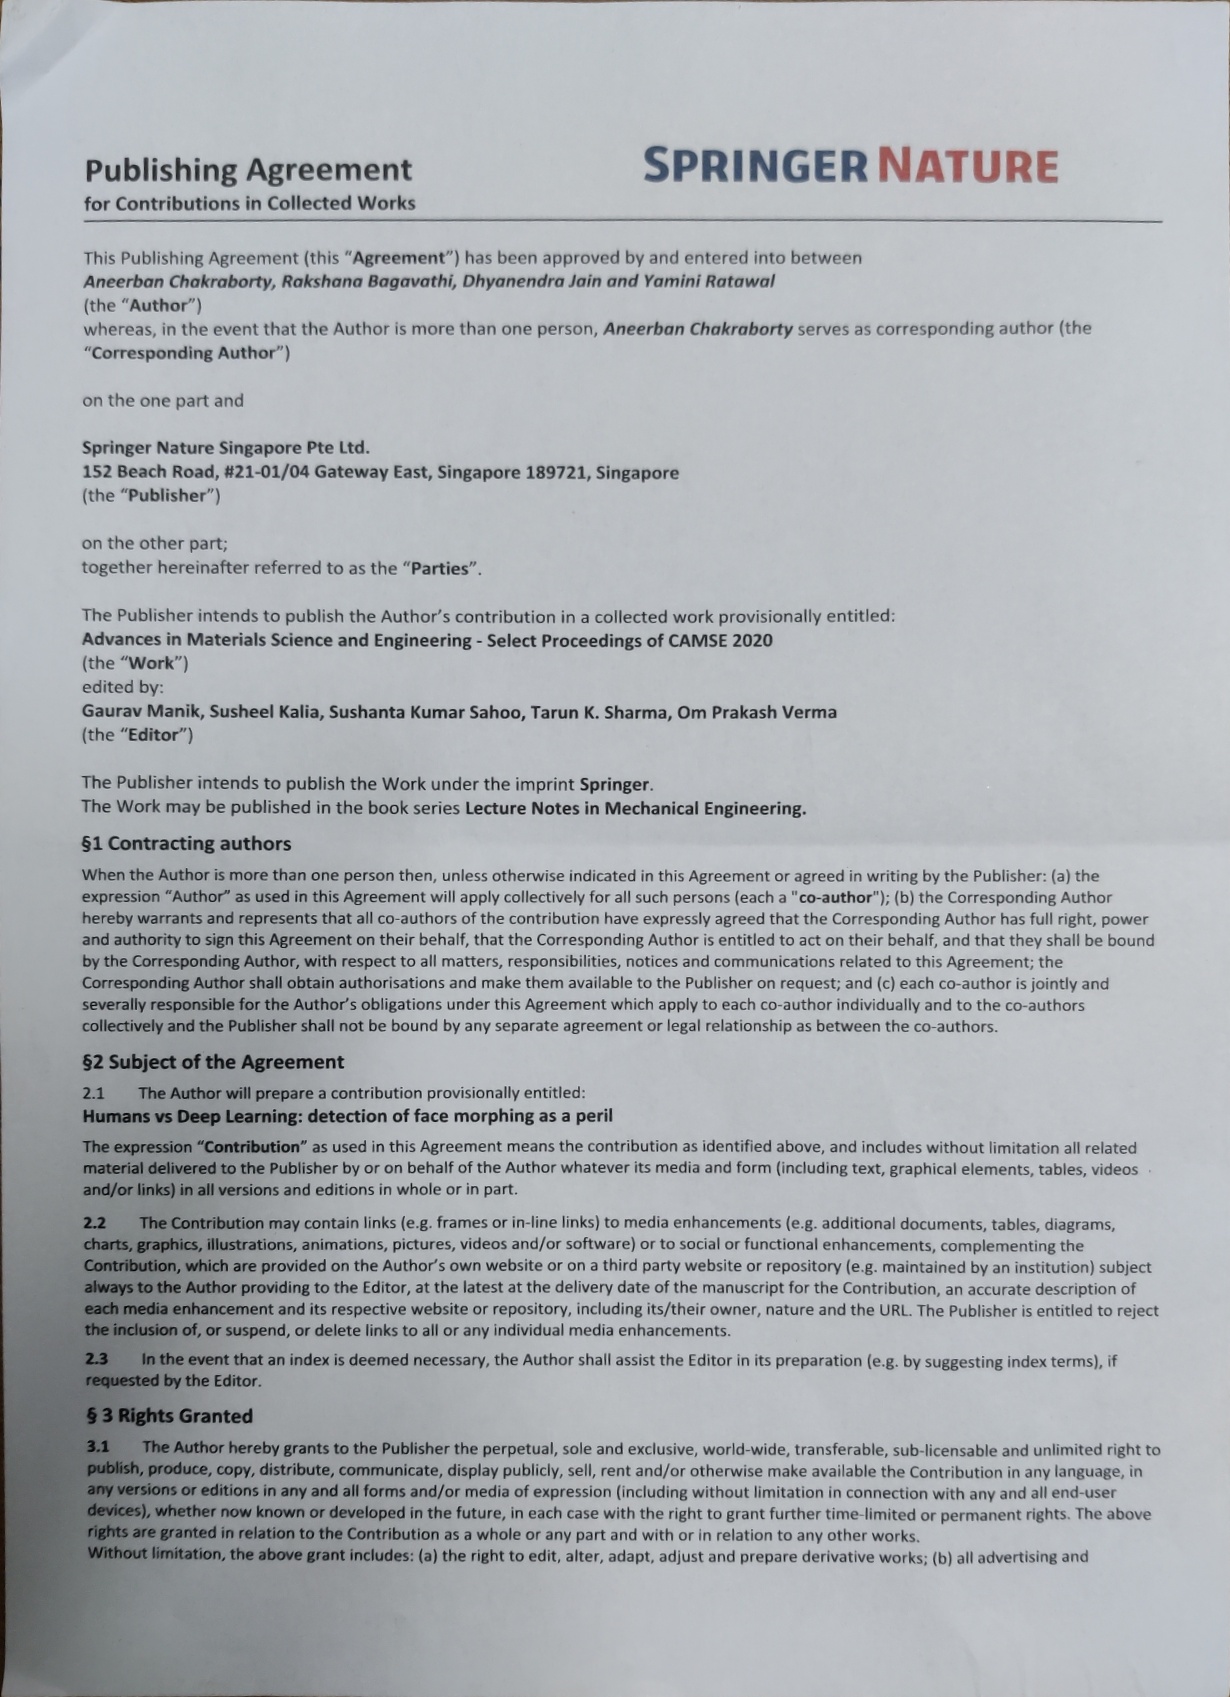 Publishing Agreement
SPRINGER NATURE
for Contributions in Collected Works
This Publishing Agreement (this “Agreement”) has been approved by and entered into between
Aneerban Chakraborty, Rakshana Bagavathi, Dhyanendra Jain and Yamini Ratawal
(the “Author”)
whereas, in the event that the Author is more than one person, Aneerban Chakraborty serves as corresponding author (the
“Corresponding Author”)
on the one part and
Springer Nature Singapore Pte Ltd.
152 Beach Road, #21-01/04 Gateway East, Singapore 189721, Singapore
(the “Publisher”)
on the other part;
together hereinafter referred to as the “Parties”.
The Publisher intends to publish the Author’s contribution in a collected work provisionally entitled:
Advances in Materials Science and Engineering - Select Proceedings of CAMSE 2020
(the “Work”)
edited by:
Gaurav Manik, Susheel Kalia, Sushanta Kumar Sahoo, Tarun K. Sharma, Om Prakash Verma
(the “Editor”)
The Publisher intends to publish the Work under the imprint Springer.
The Work may be published in the book series Lecture Notes in Mechanical Engineering.
§1 Contracting authors
When the Author is more than one person then, unless otherwise indicated in this Agreement or agreed in writing by the Publisher: (a) the
expression “Author” as used in this Agreement will apply collectively for all such persons (each a "co-author"); (b) the Corresponding Author
hereby warrants and represents that all co-authors of the contribution have expressly agreed that the Corresponding Author has full right, power
and authority to sign this Agreement on their behalf, that the Corresponding Author is entitled to act on their behalf, and that they shall be bound
by the Corresponding Author, with respect to all matters, responsibilities, notices and communications related to this Agreement; the
Corresponding Author shall obtain authorisations and make them available to the Publisher on request; and (c) each co-author is jointly and
severally responsible for the Author’s obligations under this Agreement which apply to each co-author individually and to the co-authors
collectively and the Publisher shall not be bound by any separate agreement or legal relationship as between the co-authors.
§2 Subject of the Agreement
2.1 The Author will prepare a contribution provisionally entitled:
Humans vs Deep Learning: detection of face morphing as a peril
The expression “Contribution” as used in this Agreement means the contribution as identified above, and includes without limitation all related
material delivered to the Publisher by or on behalf of the Author whatever its media and form (including text, graphical elements, tables, videos
and/or links) in all versions and editions in whole or in part.
2.2 The Contribution may contain links (e.g. frames or in-line links) to media enhancements (e.g. additional documents, tables, diagrams,
charts, graphics, illustrations, animations, pictures, videos and/or software) or to social or functional enhancements, complementing the
Contribution, which are provided on the Author’s own website or on a third party website or repository (e.g. maintained by an institution) subject
always to the Author providing to the Editor, at the latest at the delivery date of the manuscript for the Contribution, an accurate description of
each media enhancement and its respective website or repository, including its/their owner, nature and the URL. The Publisher is entitled to reject
the inclusion of, or suspend, or delete links to all or any individual media enhancements.
2.3 In the event that an index is deemed necessary, the Author shall assist the Editor in its preparation (e.g. by suggesting index terms), if
requested by the Editor.
§ 3 Rights Granted
3.1 The Author hereby grants to the Publisher the perpetual, sole and exclusive, world-wide, transferable, sub-licensable and unlimited right to
publish, produce, copy, distribute, communicate, display publicly, sell, rent and/or otherwise make available the Contribution in any language, in
any versions or editions in any and all forms and/or media of expression (including without limitation in connection with any and all end-user
devices), whether now known or developed in the future, in each case with the right to grant further time-limited or permanent rights. The above
rights are granted in relation to the Contribution as a whole or any part and with or in relation to any other works.
Without limitation, the above grant includes: (a) the right to edit, alter, adapt, adjust and prepare derivative works; (b) all advertising and